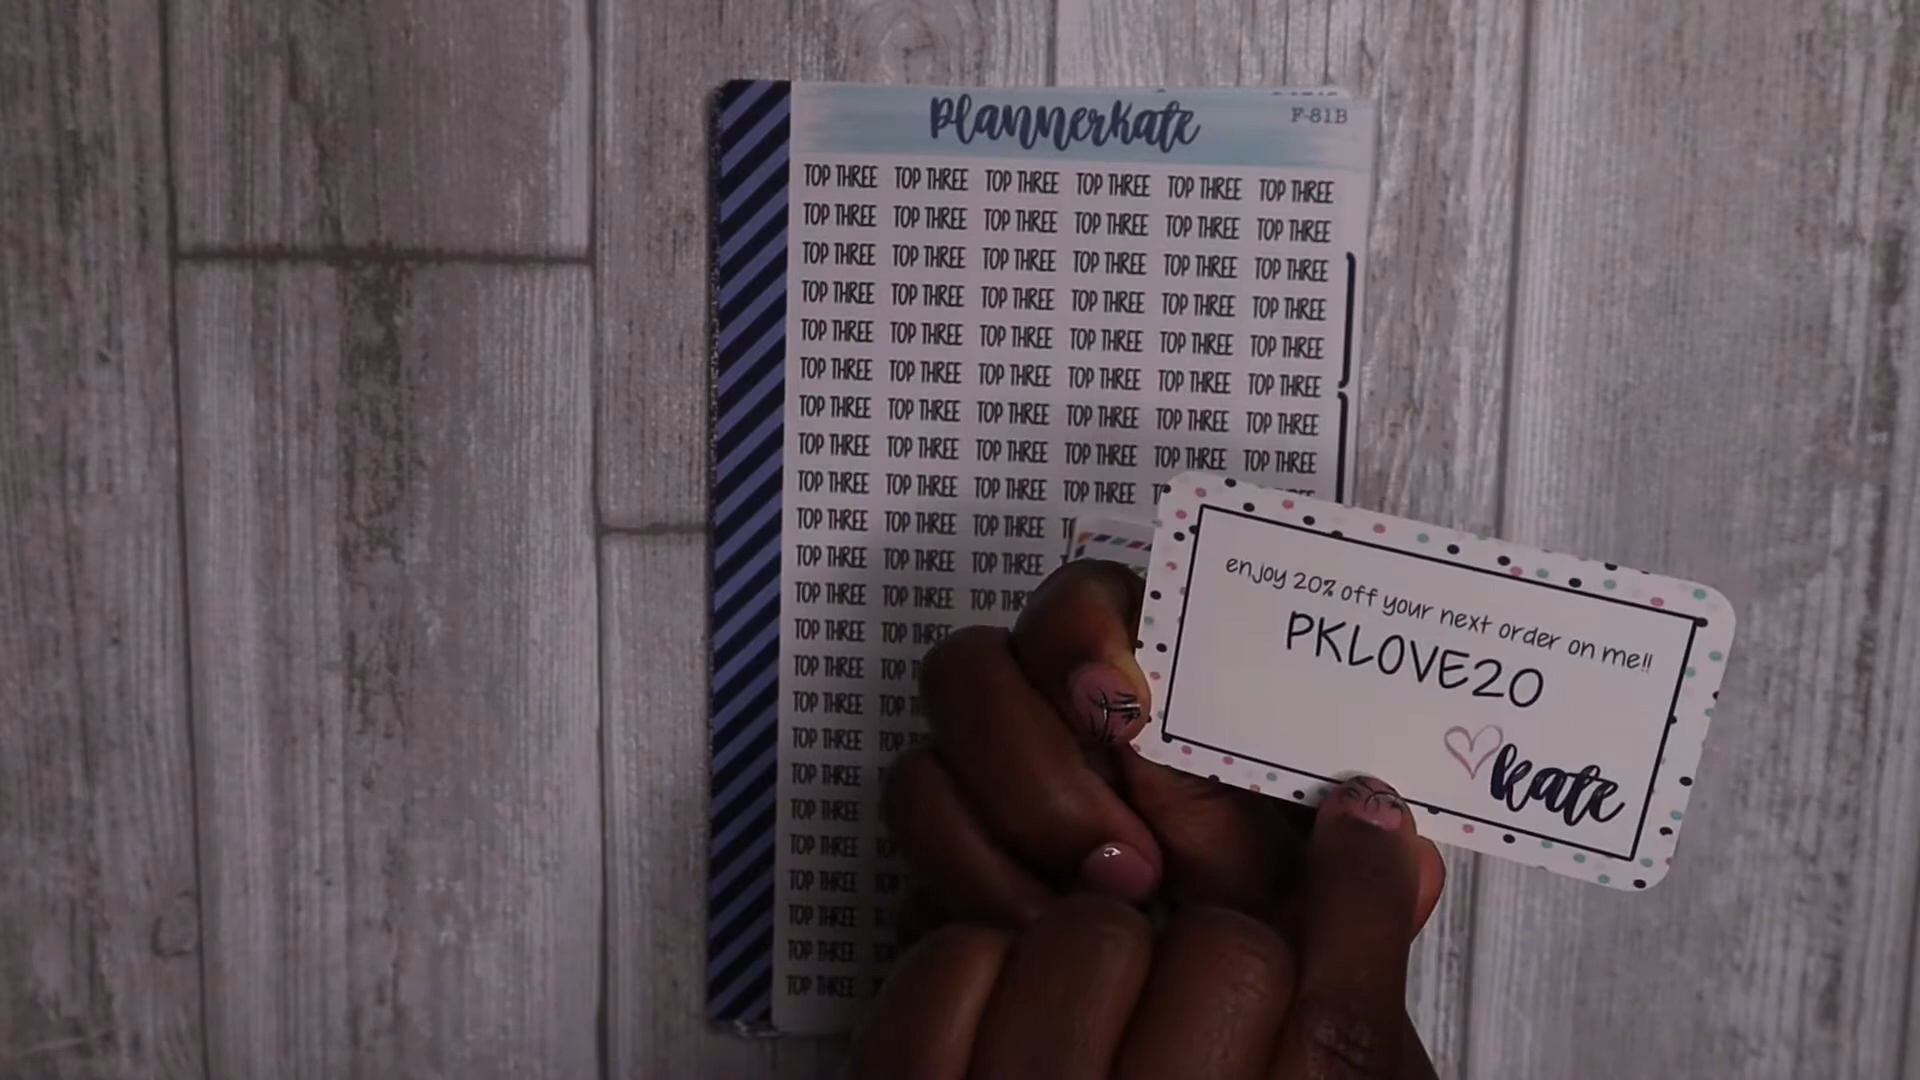 plannerkate
F-81B
TOP THREE TOP THREE TOP THREE TOP THREE TOP THREE TOP THREE
TOP THREE TOP THREE TOP THREE TOP THREE TOP THREE TOP THREE
TOP THREE TOP THREE TOP THREE TOP THREE TOP THREE TOP THREE
TOP THREE TOP THREE TOP THREE TOP THREE TOP THREE TOP THREE
TOP THREE TOP THREE TOP THREE TOP THREE TOP THREE TOP THREE
TOP THREE TOP THREE TOP THREE TOP THREE TOP THREE TOP THREE
TOP THREE TOP THREE TOP THREE TOP THREE TOP THREE TOP THREE
TOP THREE TOP THREE TOP THREE TOP THREE TOP THREE TOP THREE
TOP THREE TOP THREE TOP THREE TOP THREE
TOP THREE TOP THREE TOP THREE
TOP THREE TOP THREE TOP THREE
TOP THREE TOP THREE TOP
TOP THREE TOP THREE
TOP THREE TOP
TOP THREE TOP
TOP THREE TOP
TOP THREE
TOP THREE
TOP THREE
TOP THREE
TOP THREE
TOP THREE
TOP THREE
enjoy 20% off your next order on me!!
PKLOVE20
kate